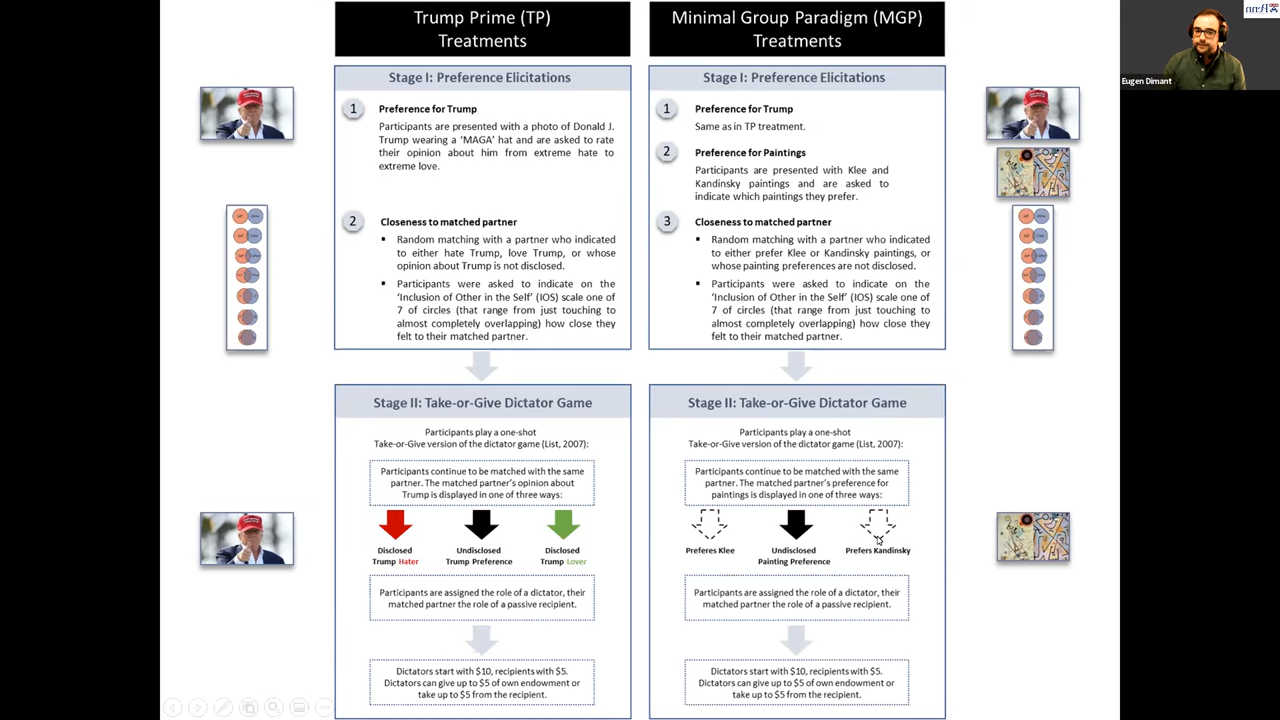 Trump Prime (TP)
Treatments
Stage I: Preference Elicitations
1
Preference for Trump
Participants are presented with a photo of Donald J.
Trump wearing a 'MAGA' hat and are asked to rate
their opinion about him from extreme hate to
extreme love.
2
Closeness to matched partner
Random matching with a partner who indicated
to either hate Trump, love Trump, or whose
opinion about Trump is not disclosed.
Participants were asked to indicate on the
'Inclusion of Other in the Self' (IOS) scale one of
7 of circles (that range from just touching to
almost completely overlapping) how close they
felt to their matched partner.
Stage II: Take-or-Give Dictator Game
Participants play a one-shot
Take-or-Give version of the dictator game (List, 2007):
Participants continue to be matched with the same
partner. The matched partner's opinion about
Trump is displayed in one of three ways:
Disclosed
Trump Hater
Undisclosed
Trump Preference
Disclosed
Trump Lover
Participants are assigned the role of a dictator, their
matched partner the role of a passive recipient.
Dictators start with $10, recipients with $5.
Dictators can give up to $5 of own endowment or
take up to $5 from the recipient.
Minimal Group Paradigm (MGP)
Treatments
Stage I: Preference Elicitations
1
Preference for Trump
Same as in TP treatment.
2
Preference for Paintings
Participants are presented with Klee and
Kandinsky paintings and are asked to
indicate which paintings they prefer.
3
Closeness to matched partner
Random matching with a partner who indicated
to either prefer Klee or Kandinsky paintings, or
whose painting preferences are not disclosed.
Participants were asked to indicate on the
'Inclusion of Other in the Self' (IOS) scale one of
7 of circles (that range from just touching to
almost completely overlapping) how close they
felt to their matched partner.
Stage II: Take-or-Give Dictator Game
Participants play a one-shot
Take-or-Give version of the dictator game (List, 2007):
Participants continue to be matched with the same
partner. The matched partner's preference for
paintings is displayed in one of three ways:
Preferes Klee
Undisclosed
Painting Preference
Prefers Kandinsky
Participants are assigned the role of a dictator, their
matched partner the role of a passive recipient.
Dictators start with $10, recipients with $5.
Dictators can give up to $5 of own endowment or
take up to $5 from the recipient.
Eugen Dimant